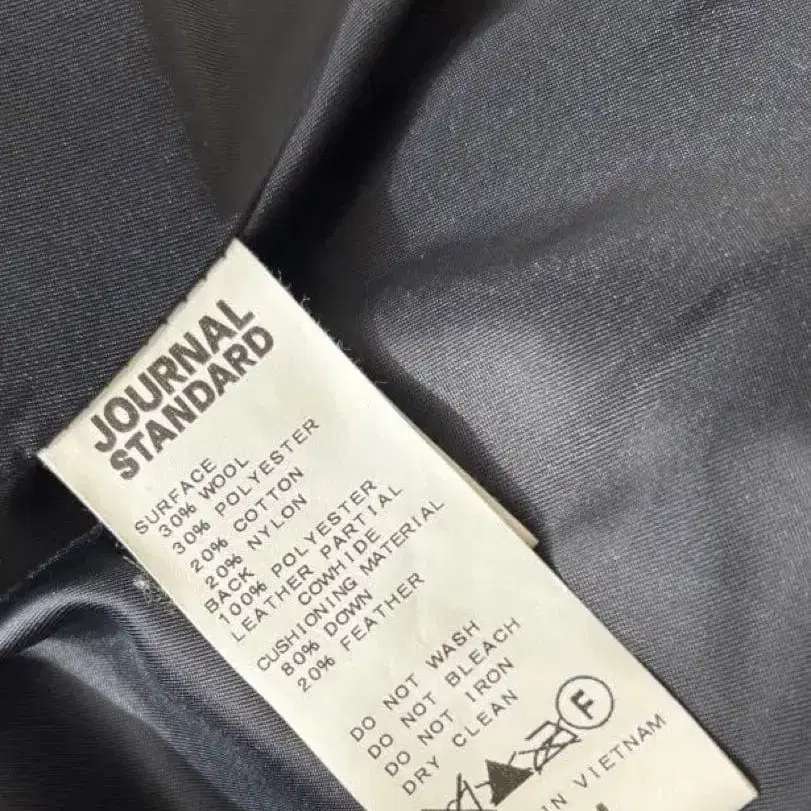 JOURNAL
STANDARD
SURFACE
30% WOOL
30% POLYESTER
20% COTTON
20% NYLON
BACK
100% POLYESTER
LEATHER PARTIAL
COWHIDE
CUSHIONING MATERIAL
80% DOWN
20% FEATHER
DO NOT WASH
DO NOT BLEACH
DO NOT IRON
DRY CLEAN
F
IN VIETNAM